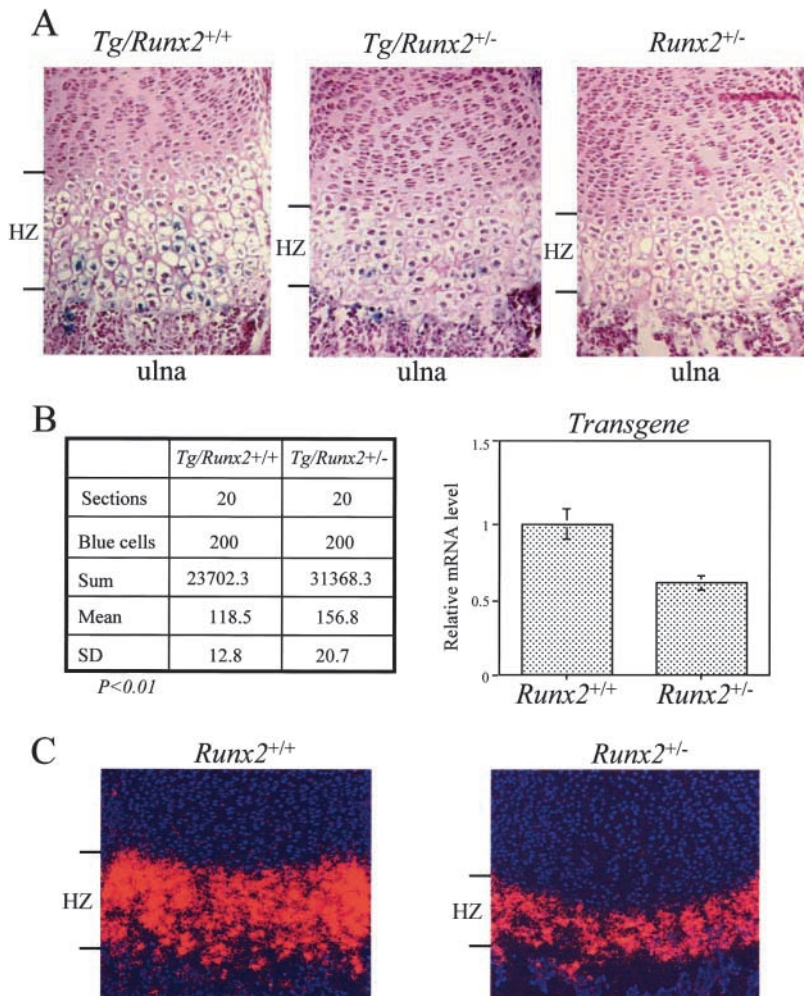 A
Tg/Runx2+/+ Tg/Runx2+/- Runx2+/-
HZ HZ HZ
ulna ulna ulna
B
Tg/Runx2+/+ Tg/Runx2+/-
Sections 20 20
Blue cells 200 200
Sum 23702.3 31368.3
Mean 118.5 156.8
SD 12.8 20.7
P<0.01
Transgene
Relative mRNA level
1.5
1
0.5
0
Runx2+/+ Runx2+/-
C
Runx2+/+ Runx2+/-
HZ HZ